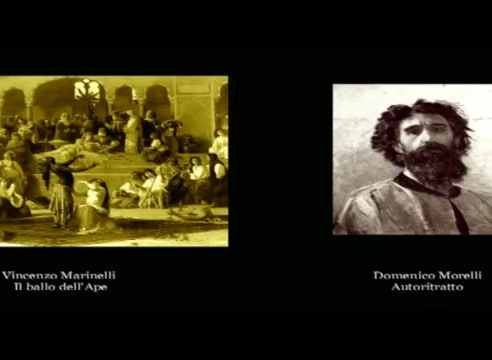 Vincenzo Marinelli
Il ballo dell'Ape
Domenico Morelli
Autoritratto